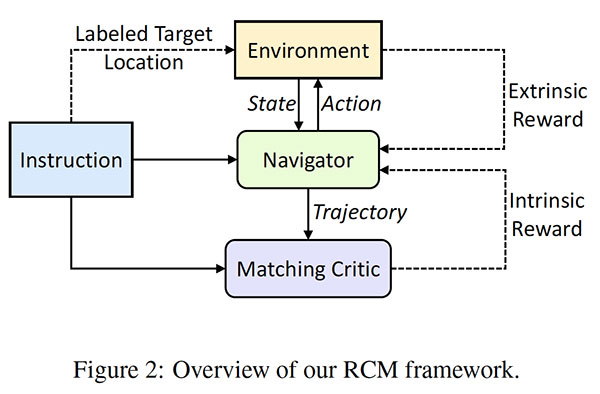 Labeled Target
Location
Environment
State
Action
Extrinsic
Reward
Instruction
Navigator
Intrinsic
Reward
Trajectory
Matching Critic
Figure 2: Overview of our RCM framework.